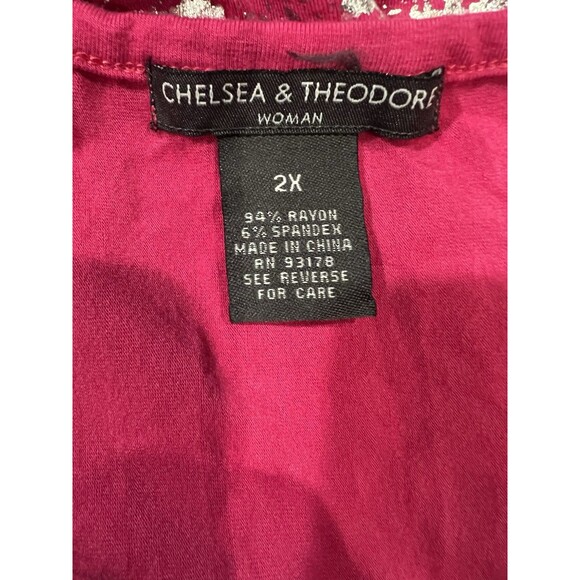 CHELSEA & THEODORE
WOMAN
2X
94% RAYON
6% SPANDEX
MADE IN CHINA
RN 93178
SEE REVERSE
FOR CARE